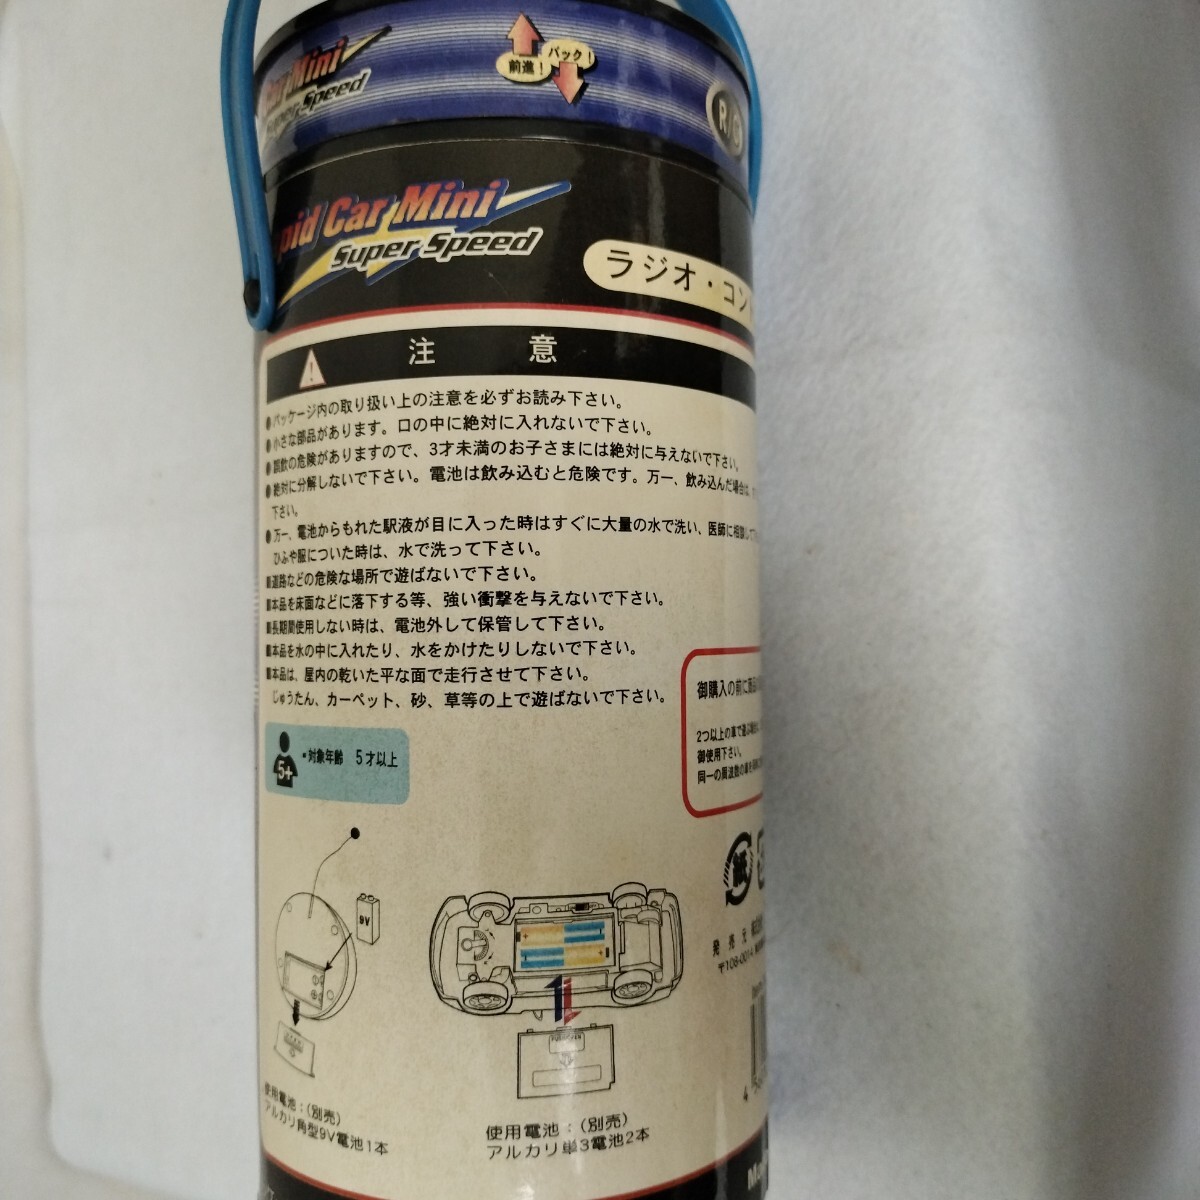 Car Mini
Super Speed
前進!
バック!
R/C
pid Car Mini
Super Speed
ラジオ・コン
注 意
●パッケージ内の取り扱い上の注意を必ずお読み下さい。
●小さな部品があります。口の中に絶対に入れないで下さい。
●誤飲の危険がありますので、3才未満のお子さまには絶対に与えないで下さい。
●絶対に分解しないで下さい。電池は飲み込むと危険です。万一、飲み込んだ場合は、
下さい。
●万一、電池からもれた駅液が目に入った時はすぐに大量の水で洗い、医師に相談して
ひふや服についた時は、水で洗って下さい。
■道路などの危険な場所で遊ばないで下さい。
■本品を床面などに落下する等、強い衝撃を与えないで下さい。
■長期間使用しない時は、電池外して保管して下さい。
■本品を水の中に入れたり、水をかけたりしないで下さい。
■本品は、屋内の乾いた平な面で走行させて下さい。
じゅうたん、カーペット、砂、草等の上で遊ばないで下さい。
御購入の前に商品
2つ以上の車で遊ぶ場合
御使用下さい。
同一の周波数の車を
5+
・対象年齢 5才以上
9V
紙
発売元
〒108-0014
使用電池:(別売)
アルカリ角型9V電池1本
使用電池:(別売)
アルカリ単3電池2本
4